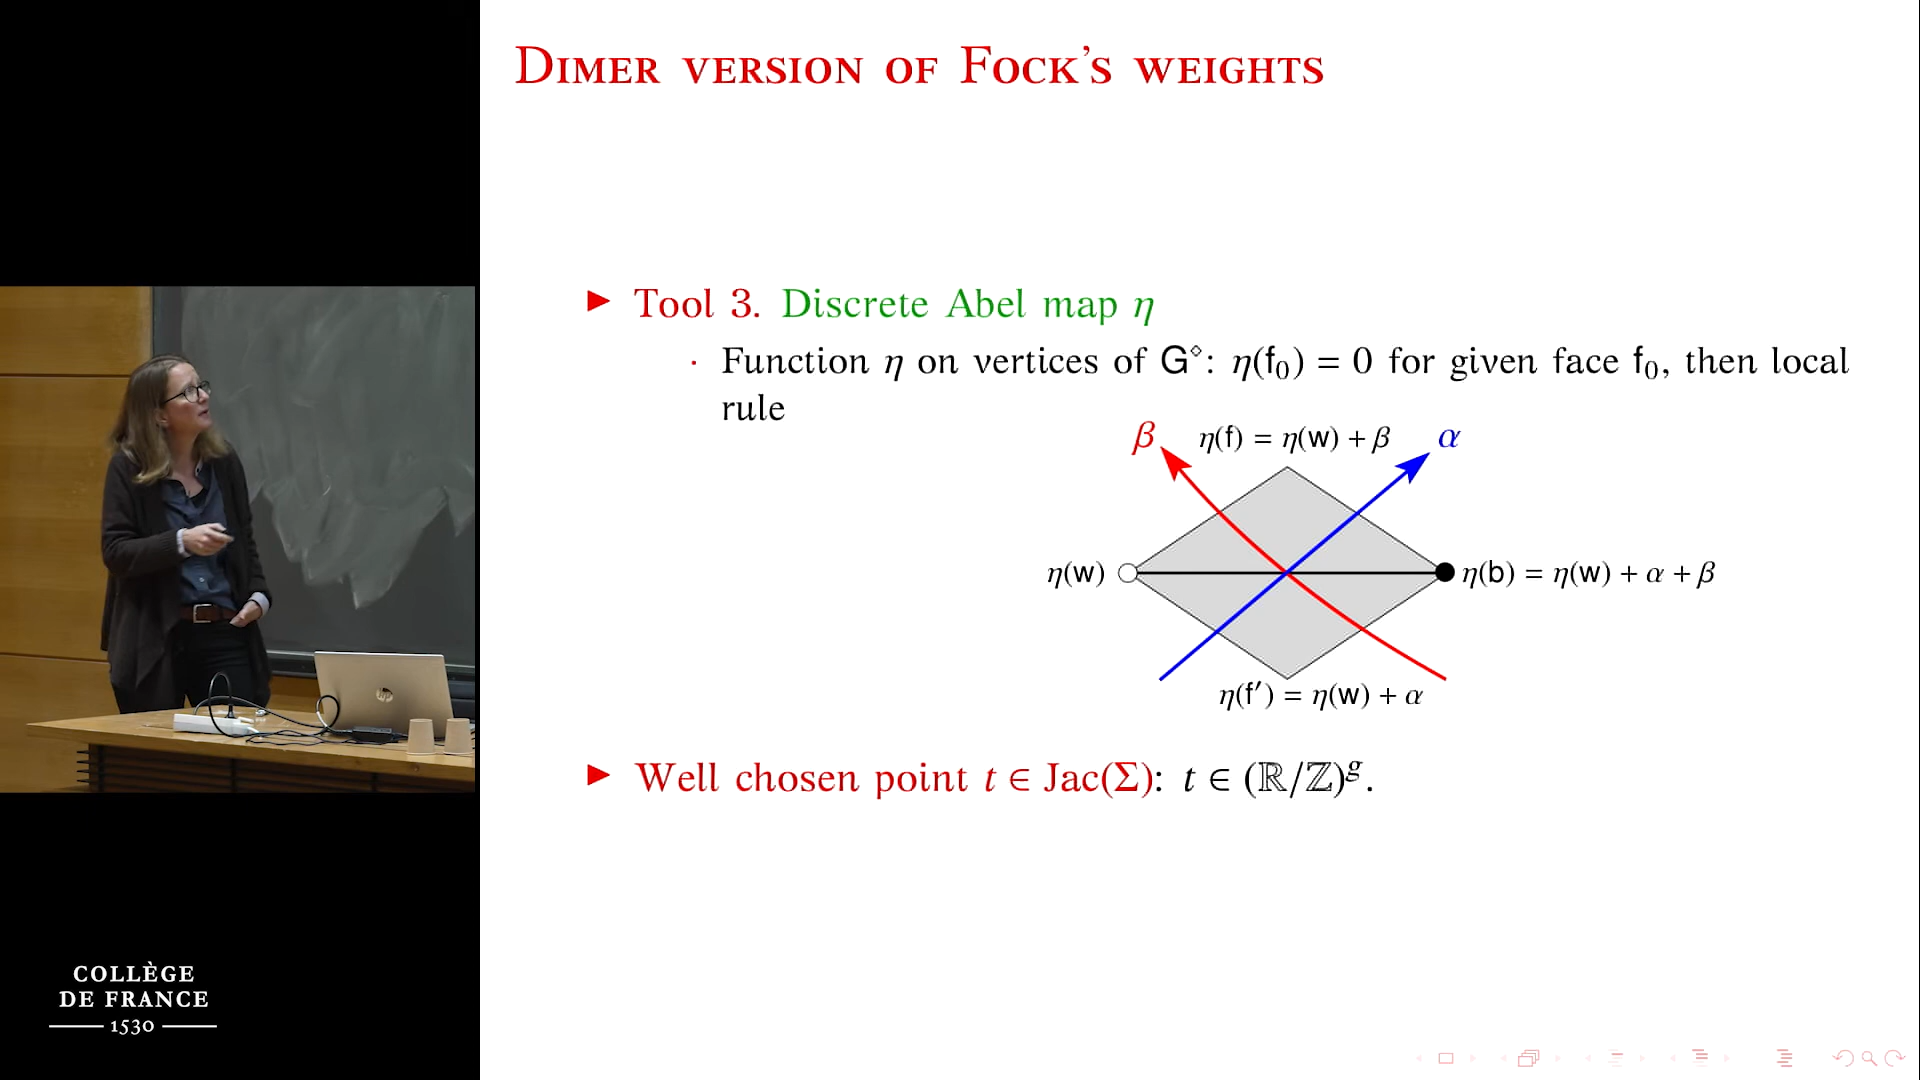 Dimer version of Fock's weights
► Tool 3. Discrete Abel map η
· Function η on vertices of G⋄: η(f₀) = 0 for given face f₀, then local
rule
β η(f) = η(w) + β α
η(w) η(b) = η(w) + α + β
η(f′) = η(w) + α
► Well chosen point t ∈ Jac(Σ): t ∈ (ℝ/ℤ)ᵍ.
COLLÈGE
DE FRANCE
1530
hp